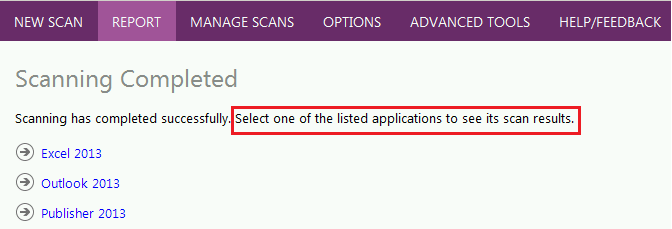 NEW SCAN REPORT MANAGE SCANS OPTIONS ADVANCED TOOLS HELP/FEEDBACK
Scanning Completed
Scanning has completed successfully. Select one of the listed applications to see its scan results.
Excel 2013
Outlook 2013
Publisher 2013